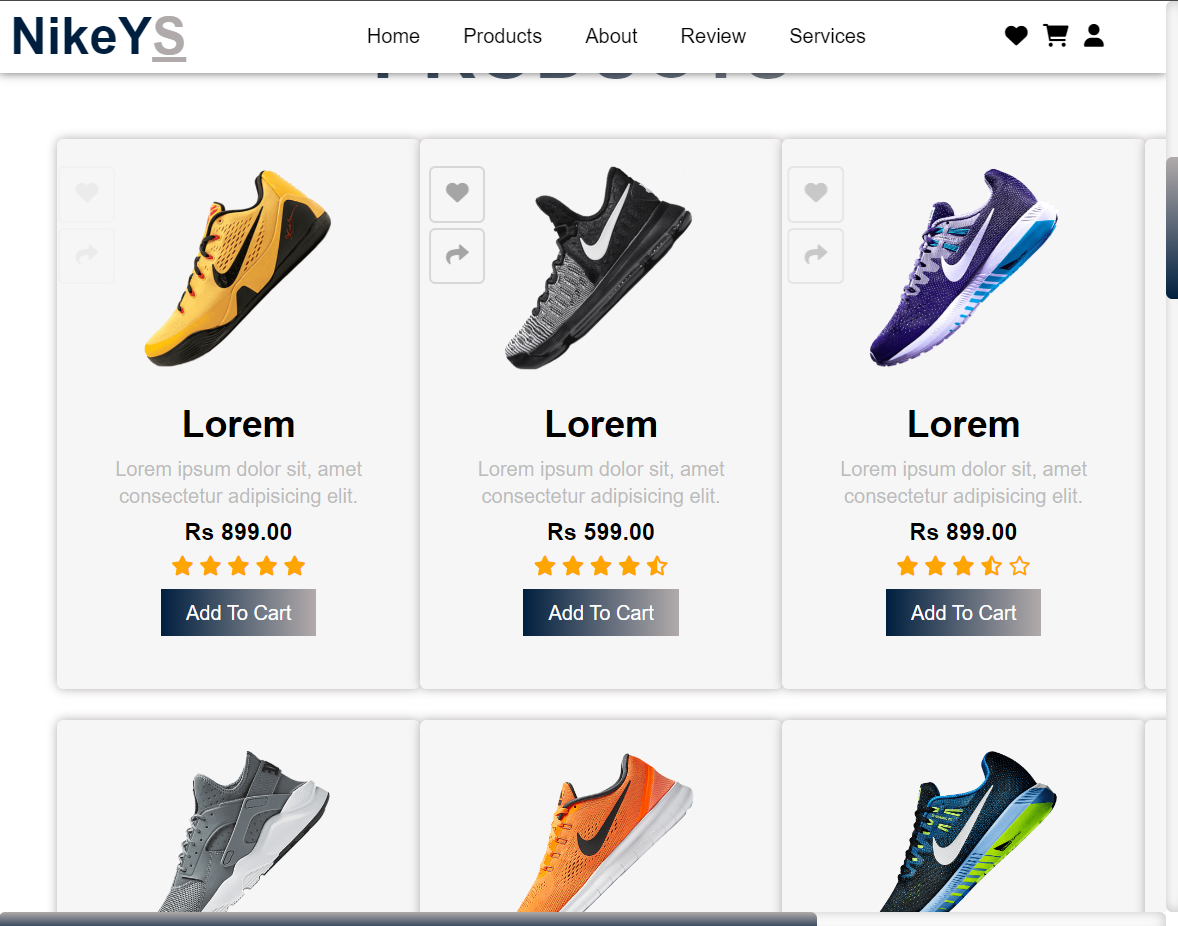 NikeYS
Home Products About Review Services
PRODUCTS
Lorem
Lorem ipsum dolor sit, amet
consectetur adipisicing elit.
Rs 899.00
Add To Cart
Lorem
Lorem ipsum dolor sit, amet
consectetur adipisicing elit.
Rs 599.00
Add To Cart
Lorem
Lorem ipsum dolor sit, amet
consectetur adipisicing elit.
Rs 899.00
Add To Cart